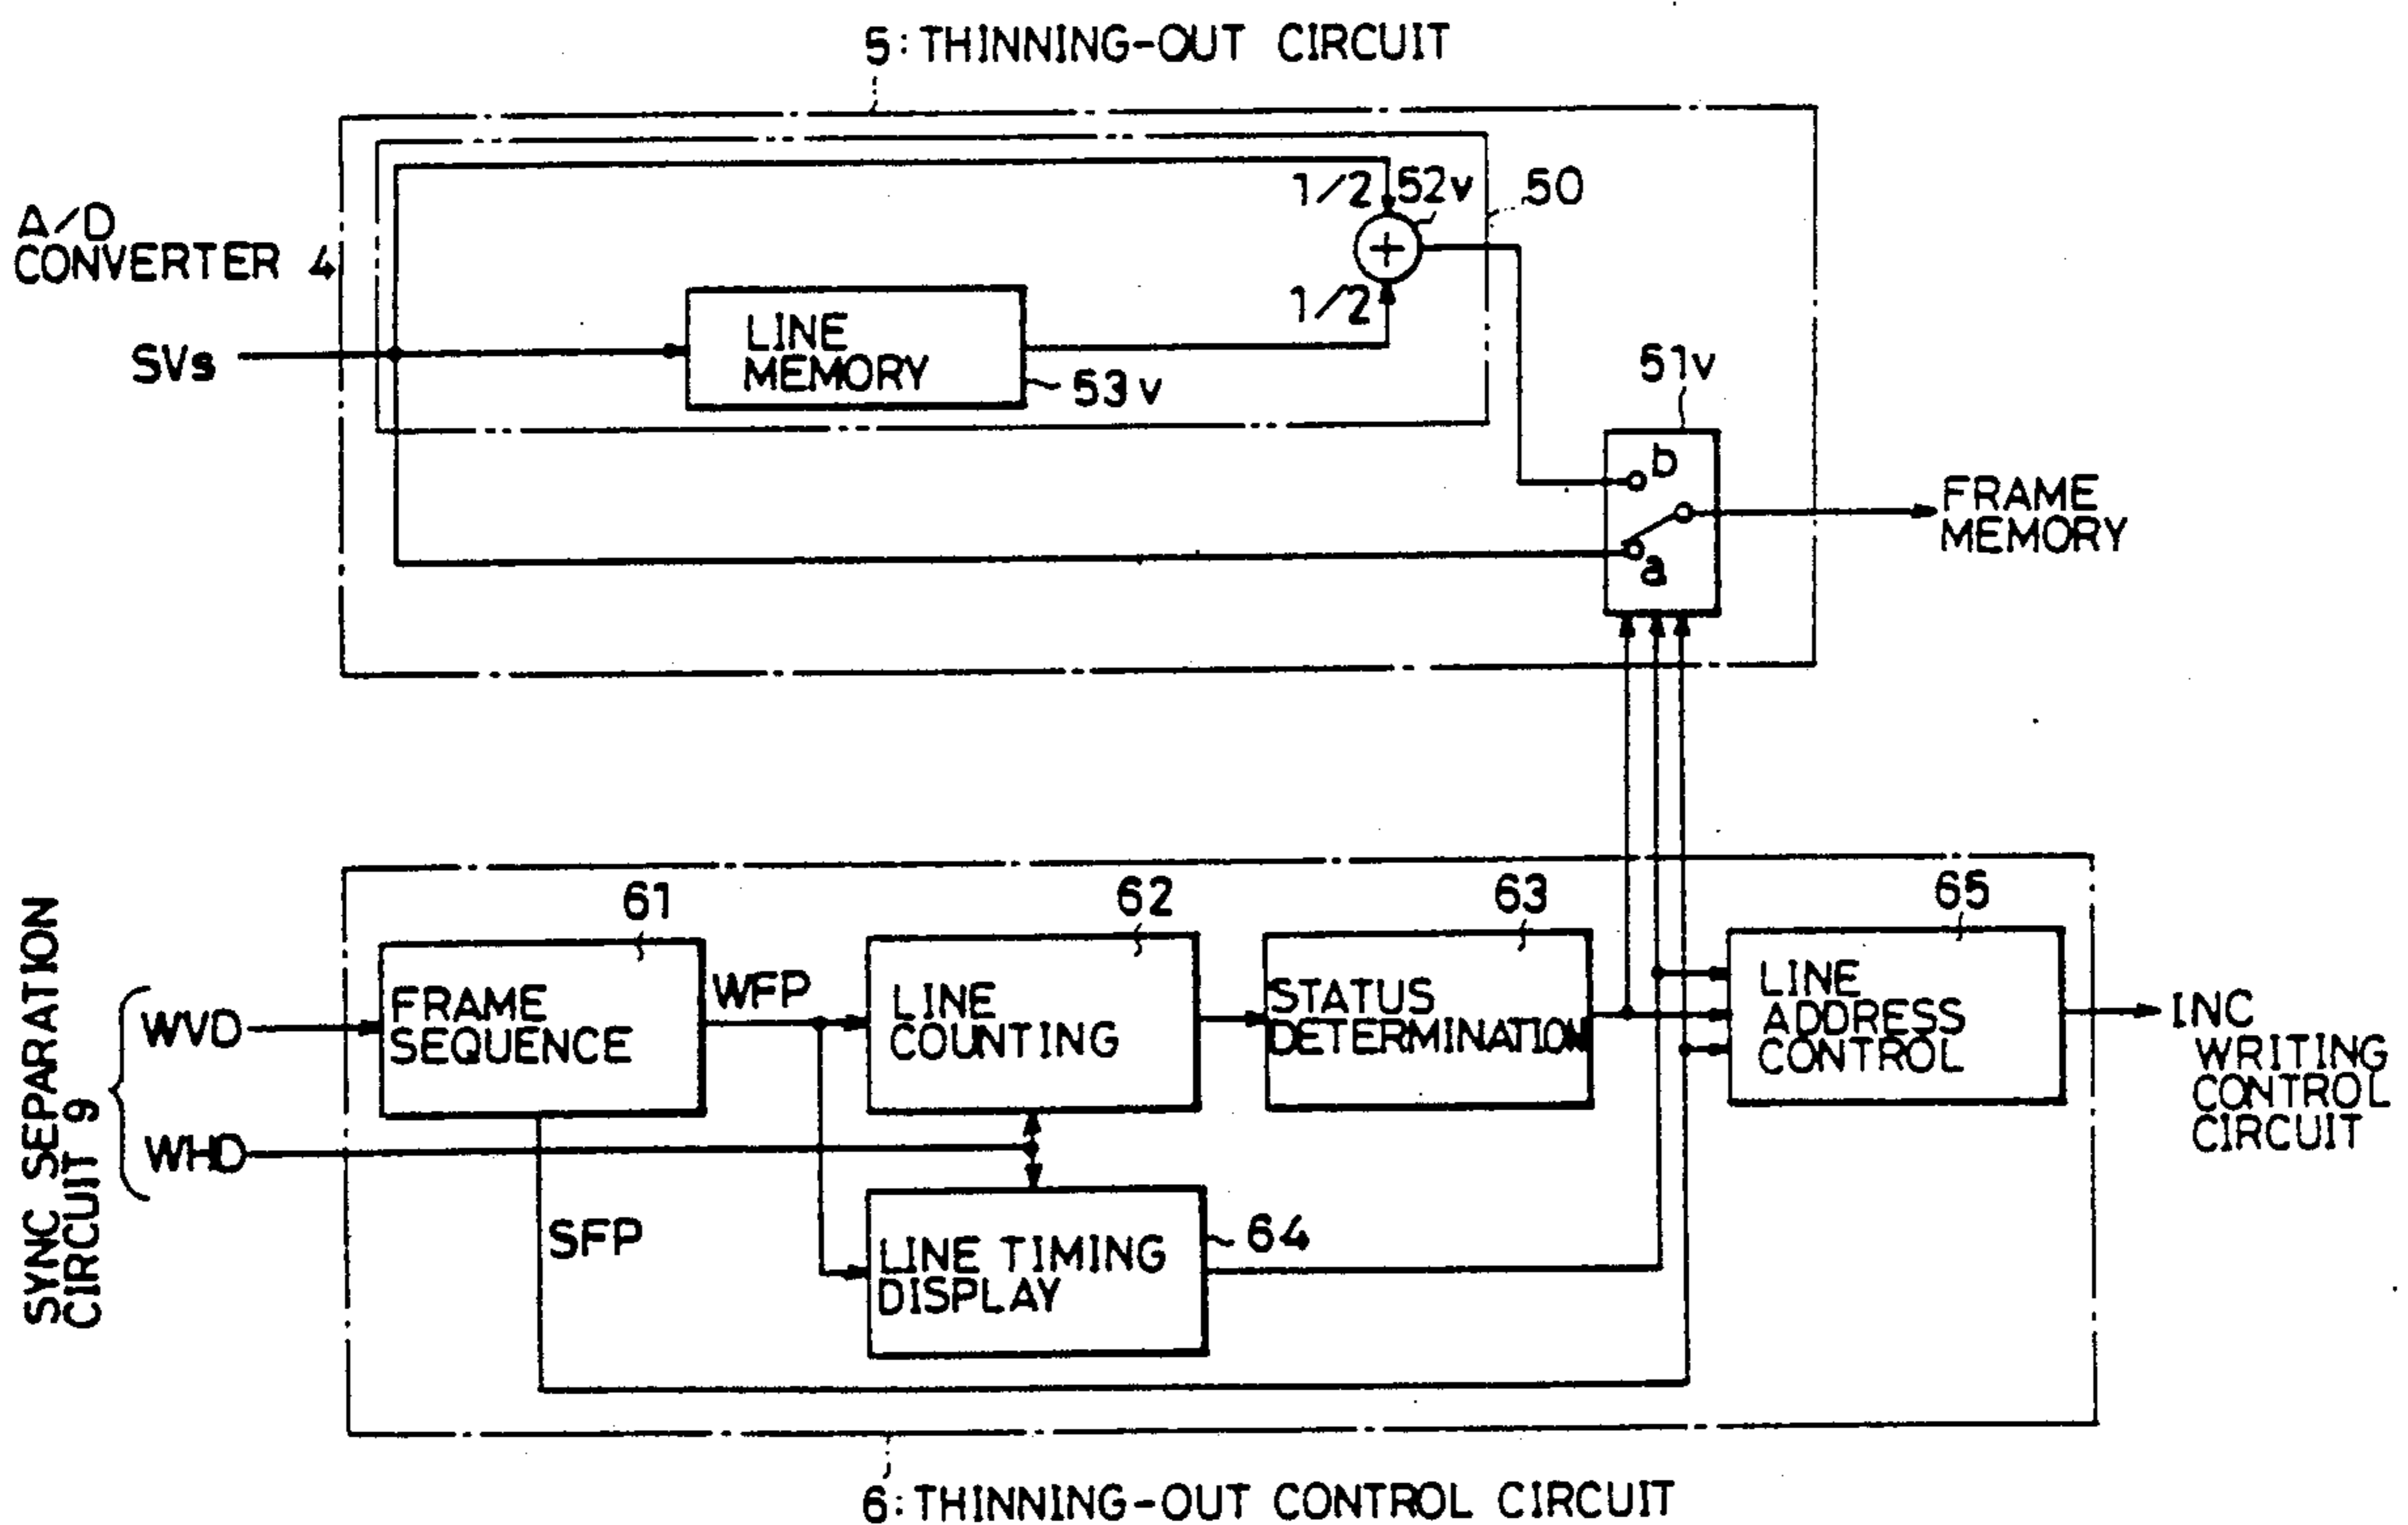 5: THINNING-OUT CIRCUIT
A/D
CONVERTER 4
1/2
52v
50
1/2
LINE
MEMORY
53v
SVs
51v
b
a
FRAME
MEMORY
SYNC SEPARATION
CIRCUIT 9
WVD
WHD
61
FRAME
SEQUENCE
WFP
62
LINE
COUNTING
63
STATUS
DETERMINATION
65
LINE
ADDRESS
CONTROL
INC
WRITING
CONTROL
CIRCUIT
SFP
64
LINE TIMING
DISPLAY
6: THINNING-OUT CONTROL CIRCUIT